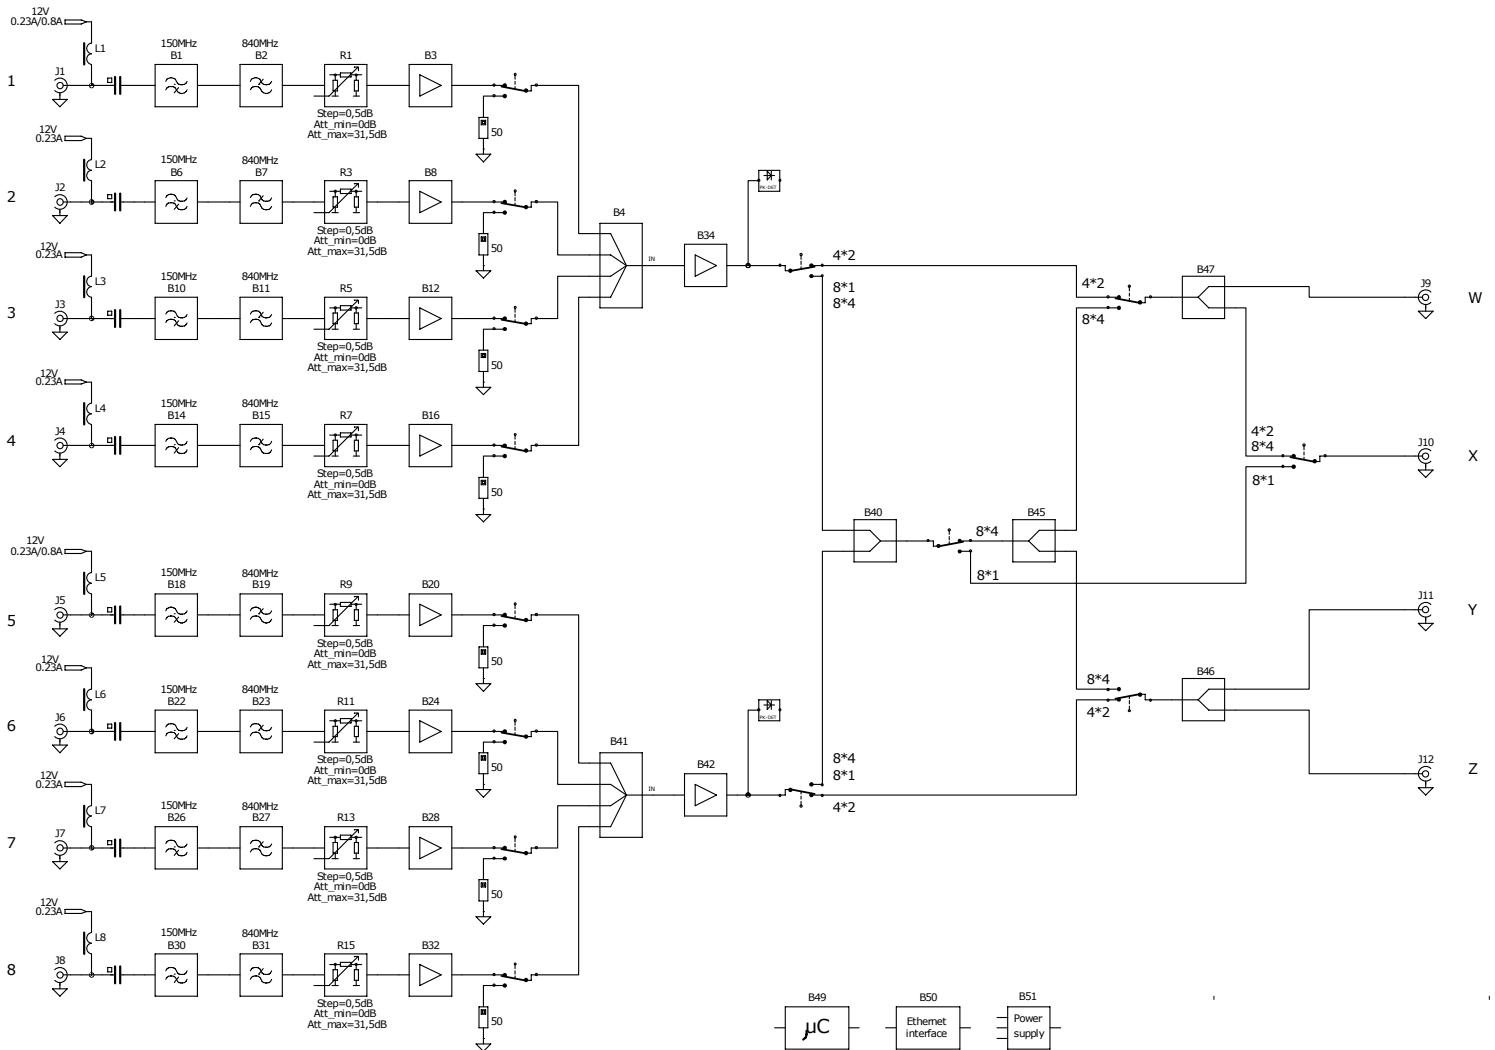 12V
0.23A/0.8A
L1
J1
1
150MHz
B1
840MHz
B2
R1
Step=0,5dB
Att_min=0dB
Att_max=31,5dB
B3
50
12V
0.23A
L2
J2
2
150MHz
B6
840MHz
B7
R3
Step=0,5dB
Att_min=0dB
Att_max=31,5dB
B8
50
12V
0.23A
L3
J3
3
150MHz
B10
840MHz
B11
R5
Step=0,5dB
Att_min=0dB
Att_max=31,5dB
B12
50
12V
0.23A
L4
J4
4
150MHz
B14
840MHz
B15
R7
Step=0,5dB
Att_min=0dB
Att_max=31,5dB
B16
50
B4
IN
B34
PK-DET
4*2
8*1
8*4
4*2
8*4
B47
J9
W
4*2
8*4
8*1
J10
X
B40
8*4
8*1
B45
12V
0.23A/0.8A
L5
J5
5
150MHz
B18
840MHz
B19
R9
Step=0,5dB
Att_min=0dB
Att_max=31,5dB
B20
50
12V
0.23A
L6
J6
6
150MHz
B22
840MHz
B23
R11
Step=0,5dB
Att_min=0dB
Att_max=31,5dB
B24
50
12V
0.23A
L7
J7
7
150MHz
B26
840MHz
B27
R13
Step=0,5dB
Att_min=0dB
Att_max=31,5dB
B28
50
12V
0.23A
L8
J8
8
150MHz
B30
840MHz
B31
R15
Step=0,5dB
Att_min=0dB
Att_max=31,5dB
B32
50
B41
IN
B42
PK-DET
8*4
8*1
4*2
8*4
4*2
B46
J11
Y
J12
Z
B49
µC
B50
Ethernet
interface
B51
Power
supply